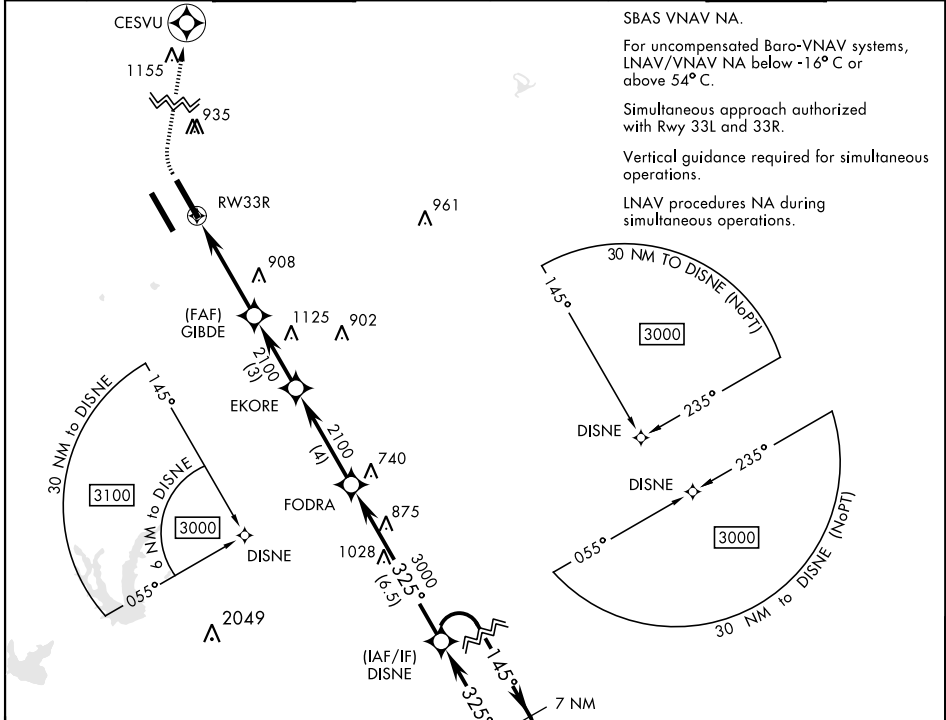 CESVU
1155
935
RW33R
961
908
(FAF)
GIBDE
1125
902
2100
(3)
EKORE
2100
(4)
740
FODRA
875
1028
3000
325°
(6.5)
(IAF/IF)
DISNE
145°
325°
7 NM
2049
SBAS VNAV NA.
For uncompensated Baro-VNAV systems,
LNAV/VNAV NA below -16°C or
above 54°C.
Simultaneous approach authorized
with Rwy 33L and 33R.
Vertical guidance required for simultaneous
operations.
LNAV procedures NA during
simultaneous operations.
30 NM TO DISNE (NoPT)
145°
3000
235°
DISNE
DISNE
235°
055°
3000
30 NM to DISNE (NoPT)
30 NM to DISNE
145°
3100
6 NM to DISNE
3000
DISNE
055°